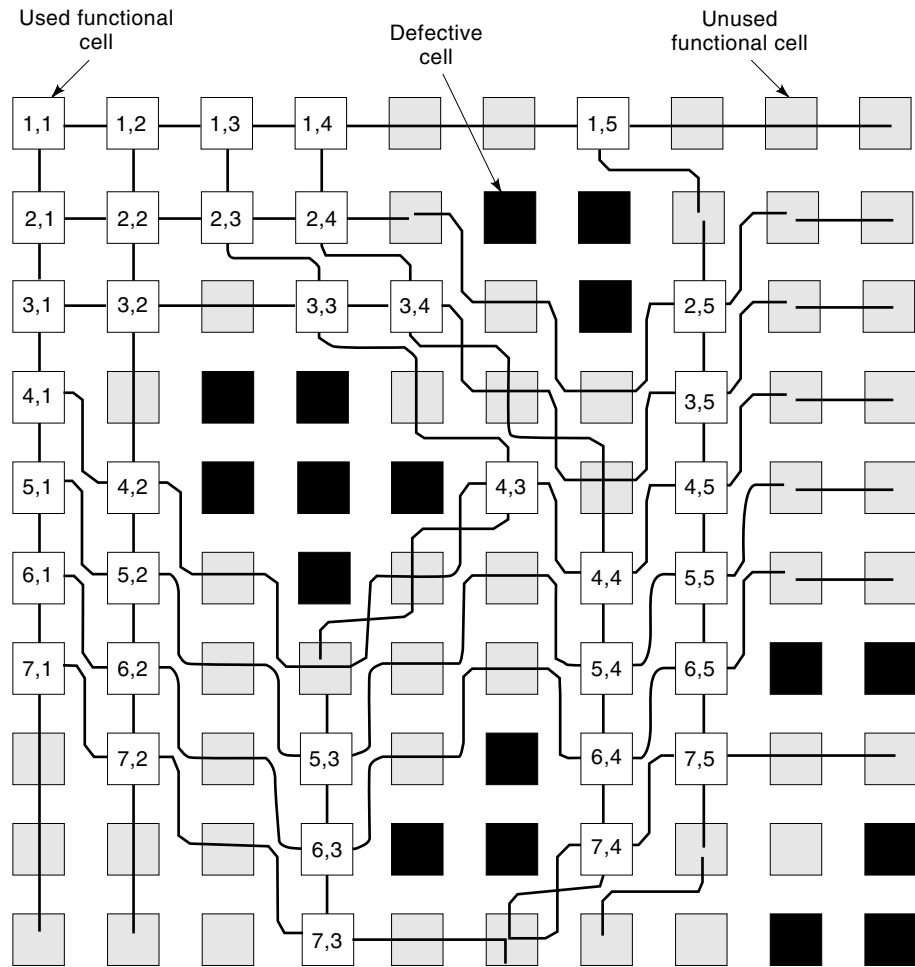 Used functional
cell
Defective
cell
Unused
functional cell
1,1 1,2 1,3 1,4 1,5
2,1 2,2 2,3 2,4
3,1 3,2 3,3 3,4 2,5
4,1 3,5
5,1 4,2 4,3 4,5
6,1 5,2 4,4 5,5
7,1 6,2 5,4 6,5
7,2 5,3 6,4 7,5
6,3 7,4
7,3